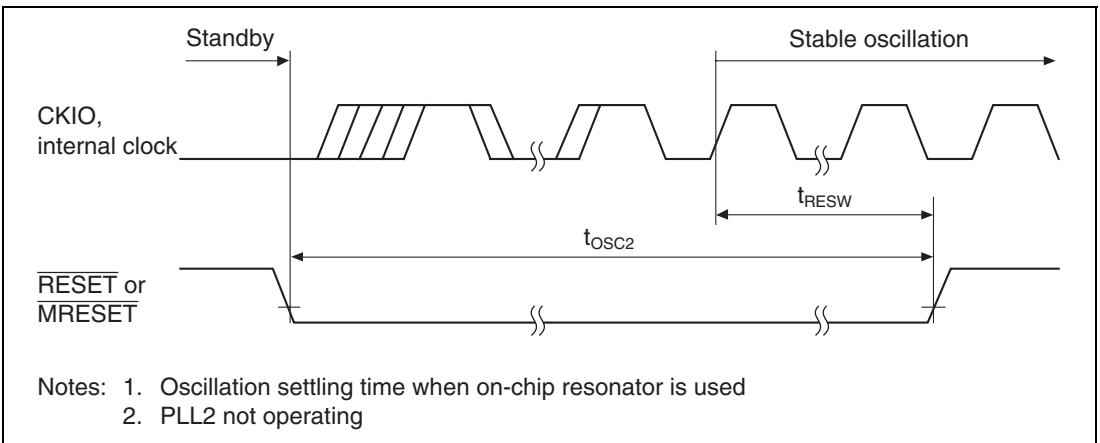 Standby
Stable oscillation
CKIO,
internal clock
tRESW
tOSC2
RESET or
MRESET
Notes: 1. Oscillation settling time when on-chip resonator is used
2. PLL2 not operating